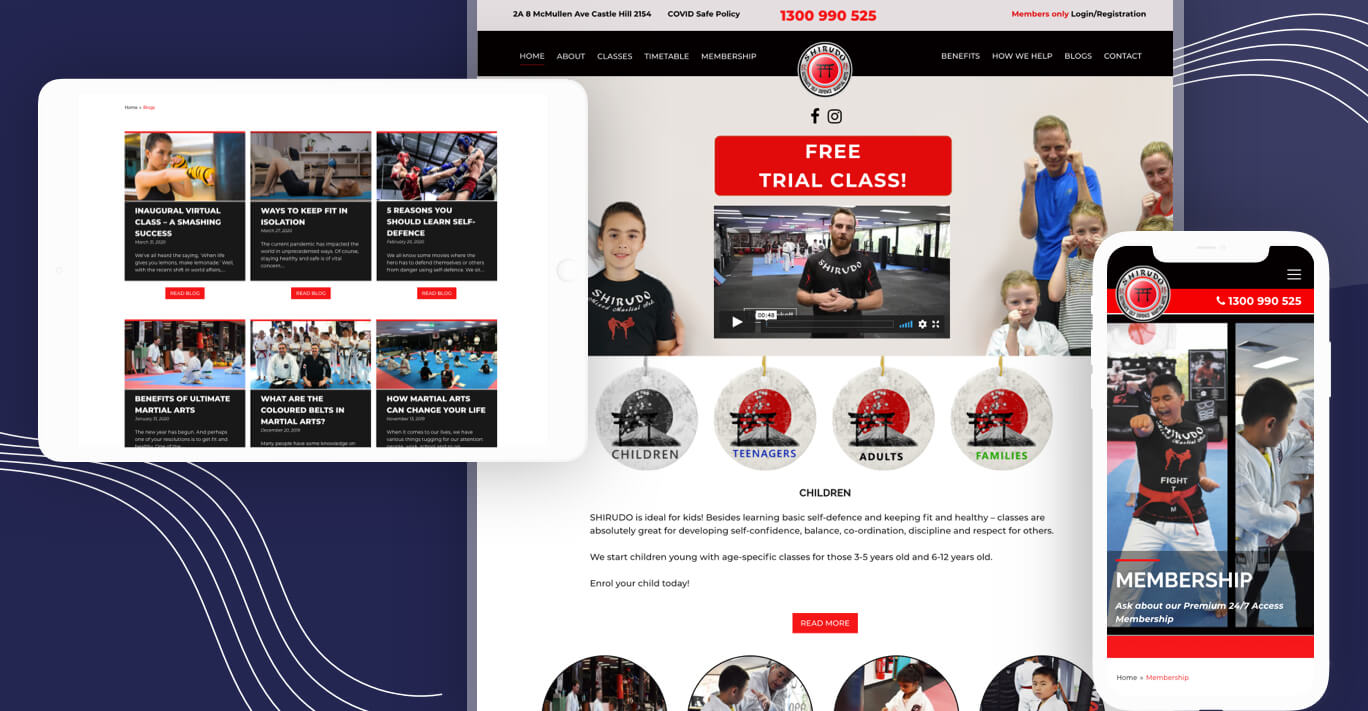 2A 8 McMullen Ave Castle Hill 2154 COVID Safe Policy 1300 990 525 Members only Login/Registration
HOME ABOUT CLASSES TIMETABLE MEMBERSHIP
SHIRUDO
BENEFITS HOW WE HELP BLOGS CONTACT
FREE
TRIAL CLASS!
SHIRUDO
SHIRUDO
Mixed Martial Arts
00:48
CHILDREN
TEENAGERS
ADULTS
FAMILIES
CHILDREN
SHIRUDO is ideal for kids! Besides learning basic self-defence and keeping fit and healthy – classes are
absolutely great for developing self-confidence, balance, co-ordination, discipline and respect for others.
We start children young with age-specific classes for those 3-5 years old and 6-12 years old.
Enrol your child today!
READ MORE
Home » Blogs
INAUGURAL VIRTUAL
CLASS – A SMASHING
SUCCESS
March 31, 2020
We've all heard the saying, 'When life
gives you lemons, make lemonade.' Well,
with the recent shift in world affairs,...
READ BLOG
WAYS TO KEEP FIT IN
ISOLATION
March 27, 2020
The current pandemic has impacted the
world in unprecedented ways. Of course,
staying healthy and safe is of vital
concern...
READ BLOG
5 REASONS YOU
SHOULD LEARN SELF-
DEFENCE
February 25, 2020
We all know some movies where the
hero has to defend themselves or others
from danger using self-defence. We sit...
READ BLOG
BENEFITS OF ULTIMATE
MARTIAL ARTS
January 31, 2020
The new year has begun. And perhaps
one of your resolutions is to get fit and
healthy. One of the
WHAT ARE THE
COLOURED BELTS IN
MARTIAL ARTS?
December 20, 2019
Many people have some knowledge on
HOW MARTIAL ARTS
CAN CHANGE YOUR LIFE
November 13, 2019
When it comes to our lives, we have
various things tugging for our attention
SHIRUDO
1300 990 525
SHIRUDO
FIGHT
MEMBERSHIP
Ask about our Premium 24/7 Access
Membership
Home » Membership